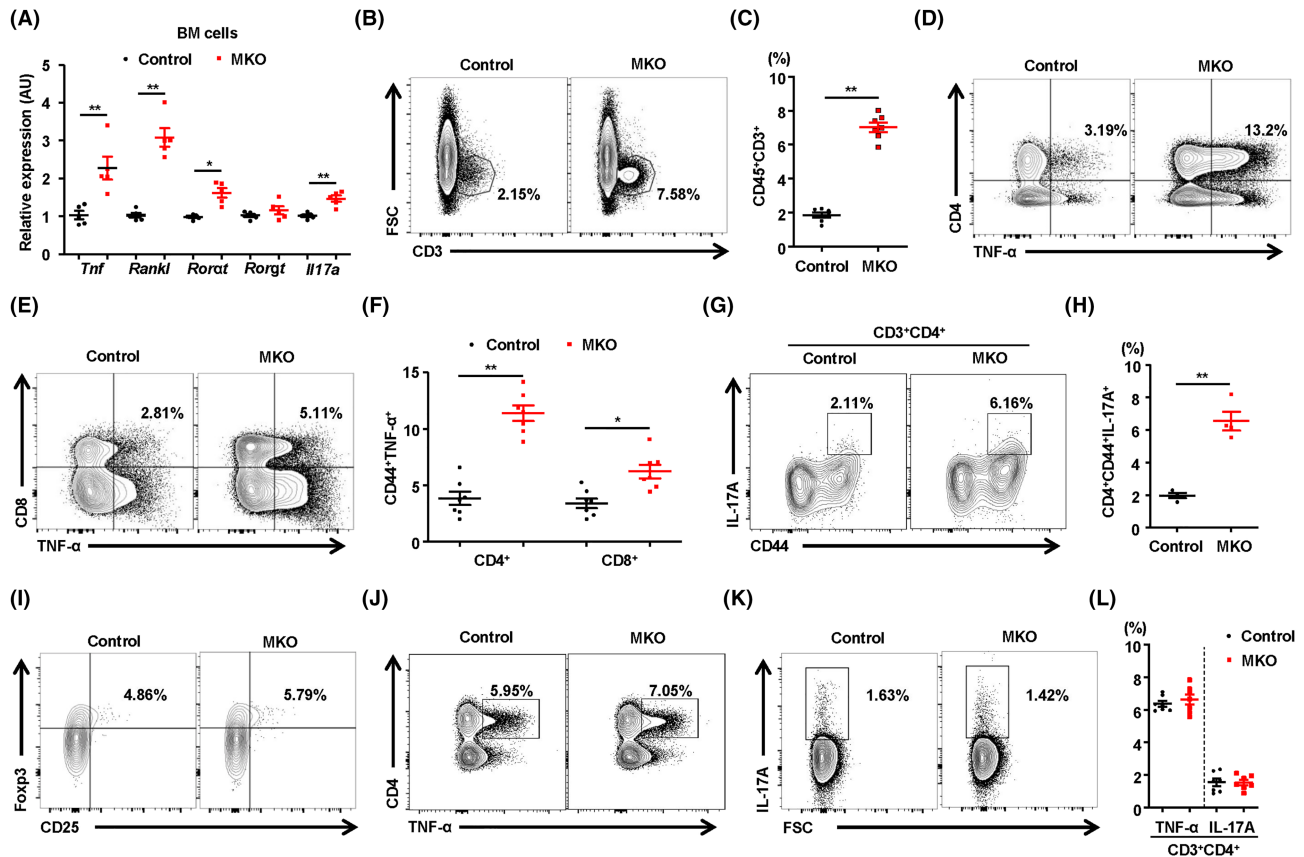 (A)
BM cells
Control
MKO
Relative expression (AU)
5
4
3
2
1
0
**
**
*
**
Tnf
Rankl
Rorαt
Rorgt
Il17a
(B)
Control
MKO
2.15%
7.58%
FSC
CD3
(C)
(%)
10
8
6
4
2
0
**
CD45+CD3+
Control
MKO
(D)
Control
MKO
3.19%
13.2%
CD4
TNF-α
(E)
Control
MKO
2.81%
5.11%
CD8
TNF-α
(F)
Control
MKO
15
10
5
0
**
*
CD44+TNF-α+
CD4+
CD8+
(G)
CD3+CD4+
Control
MKO
2.11%
6.16%
IL-17A
CD44
(H)
(%)
10
8
6
4
2
0
**
CD4+CD44+IL-17A+
Control
MKO
(I)
Control
MKO
4.86%
5.79%
Foxp3
CD25
(J)
Control
MKO
5.95%
7.05%
CD4
TNF-α
(K)
Control
MKO
1.63%
1.42%
IL-17A
FSC
(L)
(%)
Control
MKO
10
8
6
4
2
0
TNF-α
IL-17A
CD3+CD4+